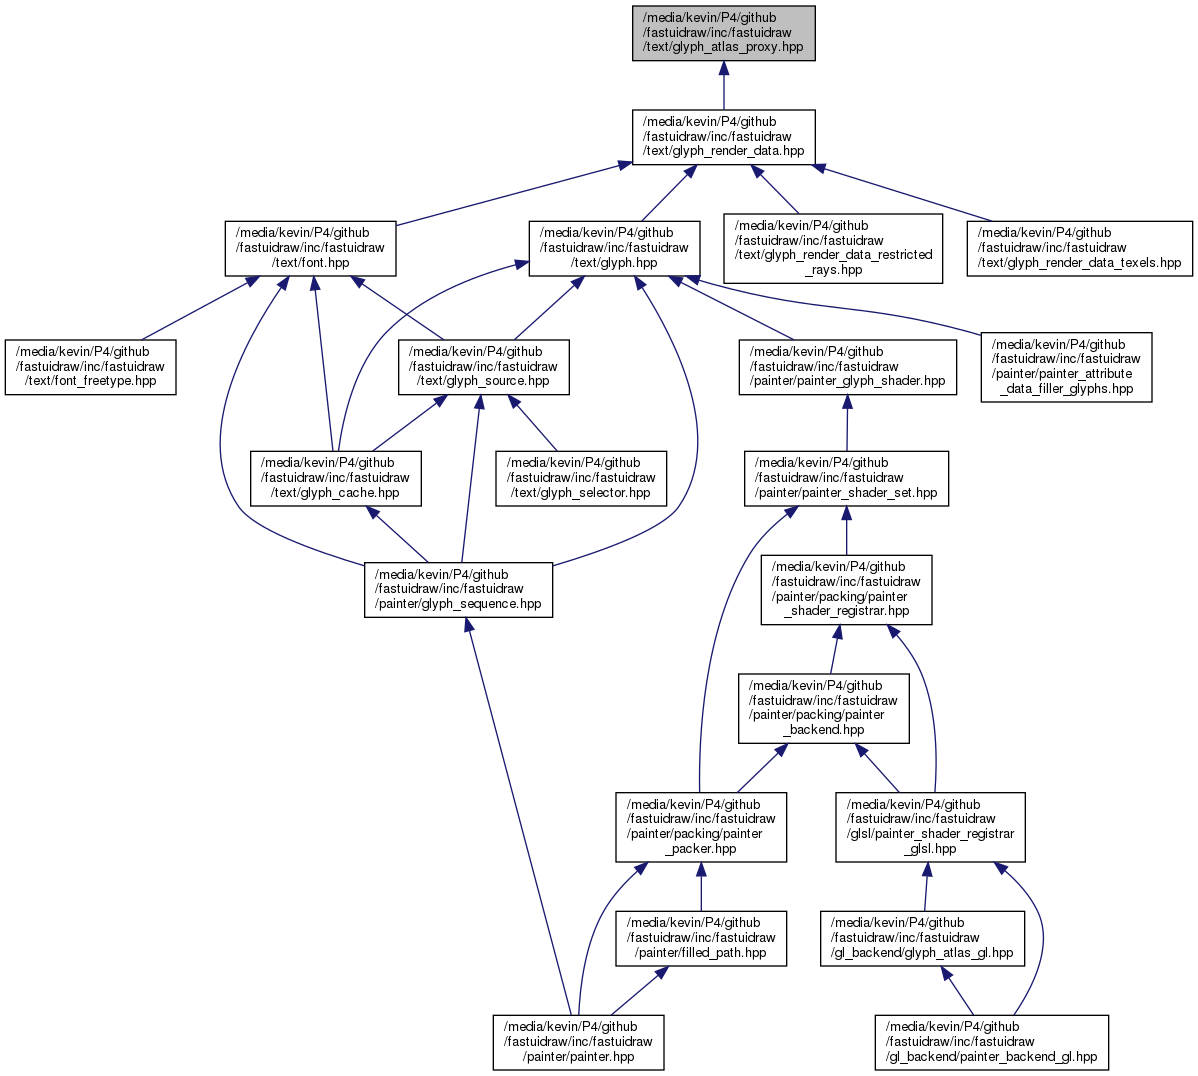 /media/kevin/P4/github
/fastuidraw/inc/fastuidraw
/text/glyph_atlas_proxy.hpp
/media/kevin/P4/github
/fastuidraw/inc/fastuidraw
/text/glyph_render_data.hpp
/media/kevin/P4/github
/fastuidraw/inc/fastuidraw
/text/font.hpp
/media/kevin/P4/github
/fastuidraw/inc/fastuidraw
/text/glyph.hpp
/media/kevin/P4/github
/fastuidraw/inc/fastuidraw
/text/glyph_render_data_restricted
_rays.hpp
/media/kevin/P4/github
/fastuidraw/inc/fastuidraw
/text/glyph_render_data_texels.hpp
/media/kevin/P4/github
/fastuidraw/inc/fastuidraw
/text/font_freetype.hpp
/media/kevin/P4/github
/fastuidraw/inc/fastuidraw
/text/glyph_source.hpp
/media/kevin/P4/github
/fastuidraw/inc/fastuidraw
/painter/painter_glyph_shader.hpp
/media/kevin/P4/github
/fastuidraw/inc/fastuidraw
/painter/painter_attribute
_data_filler_glyphs.hpp
/media/kevin/P4/github
/fastuidraw/inc/fastuidraw
/text/glyph_cache.hpp
/media/kevin/P4/github
/fastuidraw/inc/fastuidraw
/text/glyph_selector.hpp
/media/kevin/P4/github
/fastuidraw/inc/fastuidraw
/painter/painter_shader_set.hpp
/media/kevin/P4/github
/fastuidraw/inc/fastuidraw
/painter/glyph_sequence.hpp
/media/kevin/P4/github
/fastuidraw/inc/fastuidraw
/painter/packing/painter
_shader_registrar.hpp
/media/kevin/P4/github
/fastuidraw/inc/fastuidraw
/painter/packing/painter
_backend.hpp
/media/kevin/P4/github
/fastuidraw/inc/fastuidraw
/painter/packing/painter
_packer.hpp
/media/kevin/P4/github
/fastuidraw/inc/fastuidraw
/glsl/painter_shader_registrar
_glsl.hpp
/media/kevin/P4/github
/fastuidraw/inc/fastuidraw
/painter/filled_path.hpp
/media/kevin/P4/github
/fastuidraw/inc/fastuidraw
/gl_backend/glyph_atlas_gl.hpp
/media/kevin/P4/github
/fastuidraw/inc/fastuidraw
/painter/painter.hpp
/media/kevin/P4/github
/fastuidraw/inc/fastuidraw
/gl_backend/painter_backend_gl.hpp